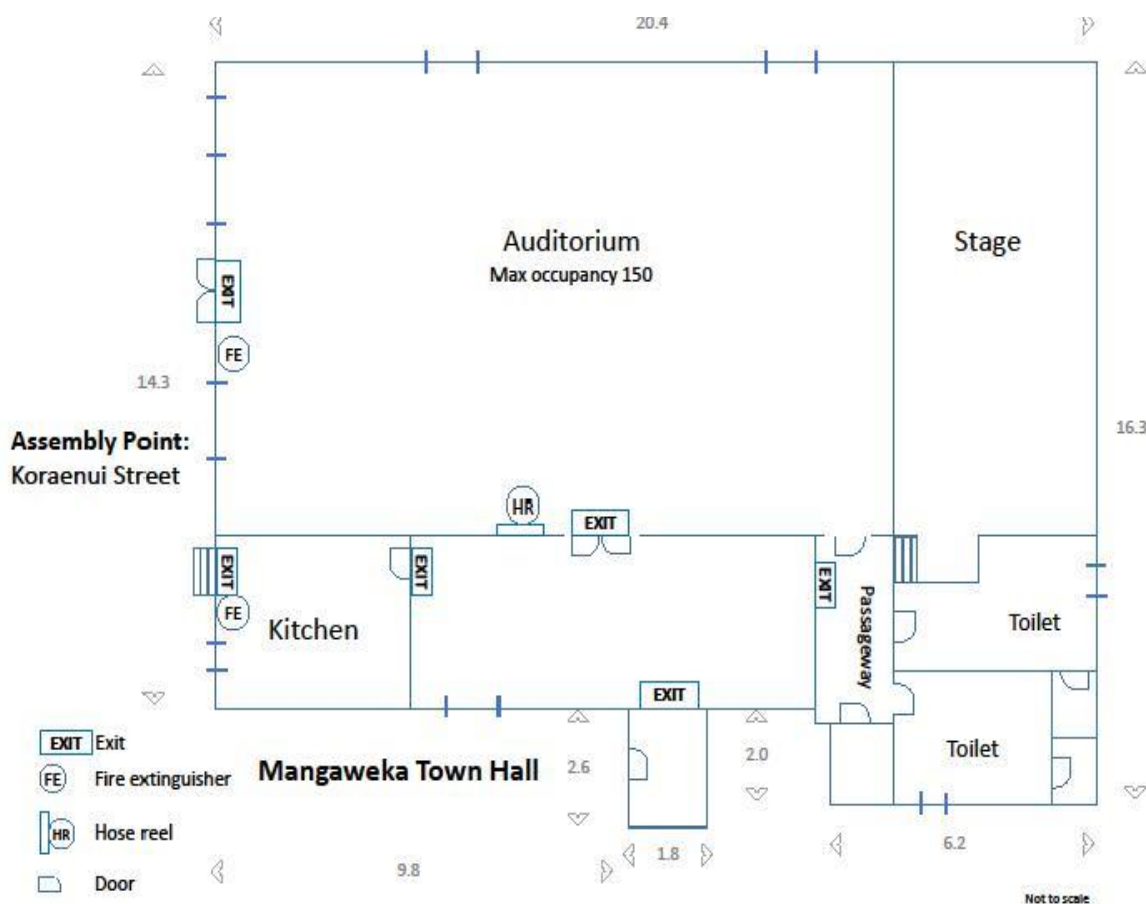 20.4
Auditorium
Max occupancy 150
Stage
EXIT
FE
14.3
16.3
Assembly Point:
Koraenui Street
HR
EXIT
EXIT
EXIT
EXIT
FE
Kitchen
Passageway
Toilet
EXIT
Toilet
EXIT Exit
FE Fire extinguisher
HR Hose reel
Door
Mangaweka Town Hall
2.6
2.0
1.8
6.2
9.8
Not to scale